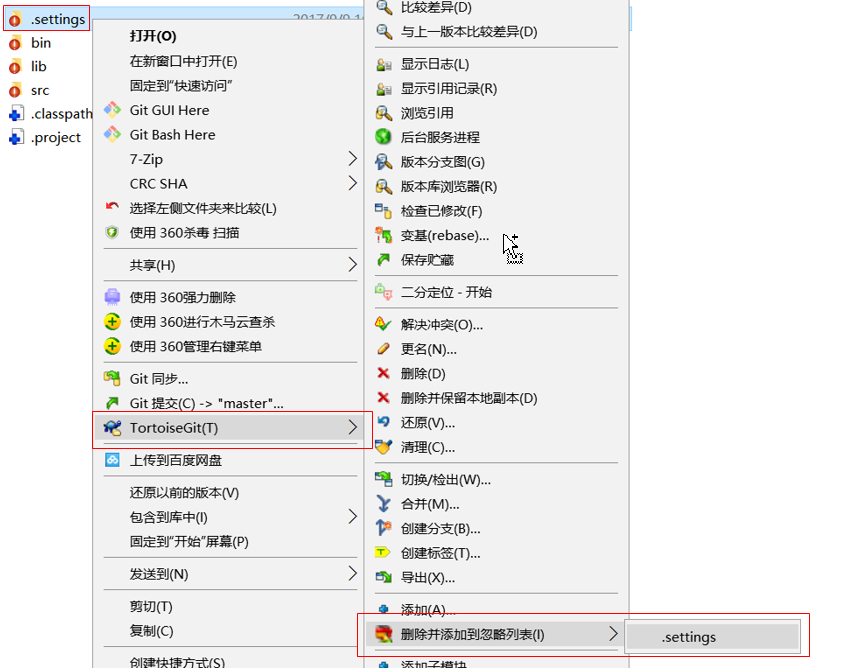 .settings
bin
lib
src
.classpath
.project
打开(O)
在新窗口中打开(E)
固定到"快速访问"
Git GUI Here
Git Bash Here
7-Zip
CRC SHA
选择左侧文件夹来比较(L)
使用 360杀毒 扫描
共享(H)
使用 360强力删除
使用 360进行木马云查杀
使用 360管理右键菜单
Git 同步...
Git 提交(C) -> "master"...
TortoiseGit(T)
上传到百度网盘
还原以前的版本(V)
包含到库中(I)
固定到"开始"屏幕(P)
发送到(N)
剪切(T)
复制(C)
创建快捷方式(S)
比较差异(D)
与上一版本比较差异(D)
显示日志(L)
显示引用记录(R)
浏览引用
后台服务进程
版本分支图(G)
版本库浏览器(R)
检查已修改(F)
变基(rebase)...
保存贮藏
二分定位 - 开始
解决冲突(O)...
更名(N)...
删除(D)
删除并保留本地副本(D)
还原(V)...
清理(C)...
切换/检出(W)...
合并(M)...
创建分支(B)...
创建标签(T)...
导出(X)...
添加(A)...
删除并添加到忽略列表(I)
.settings
添加子模块